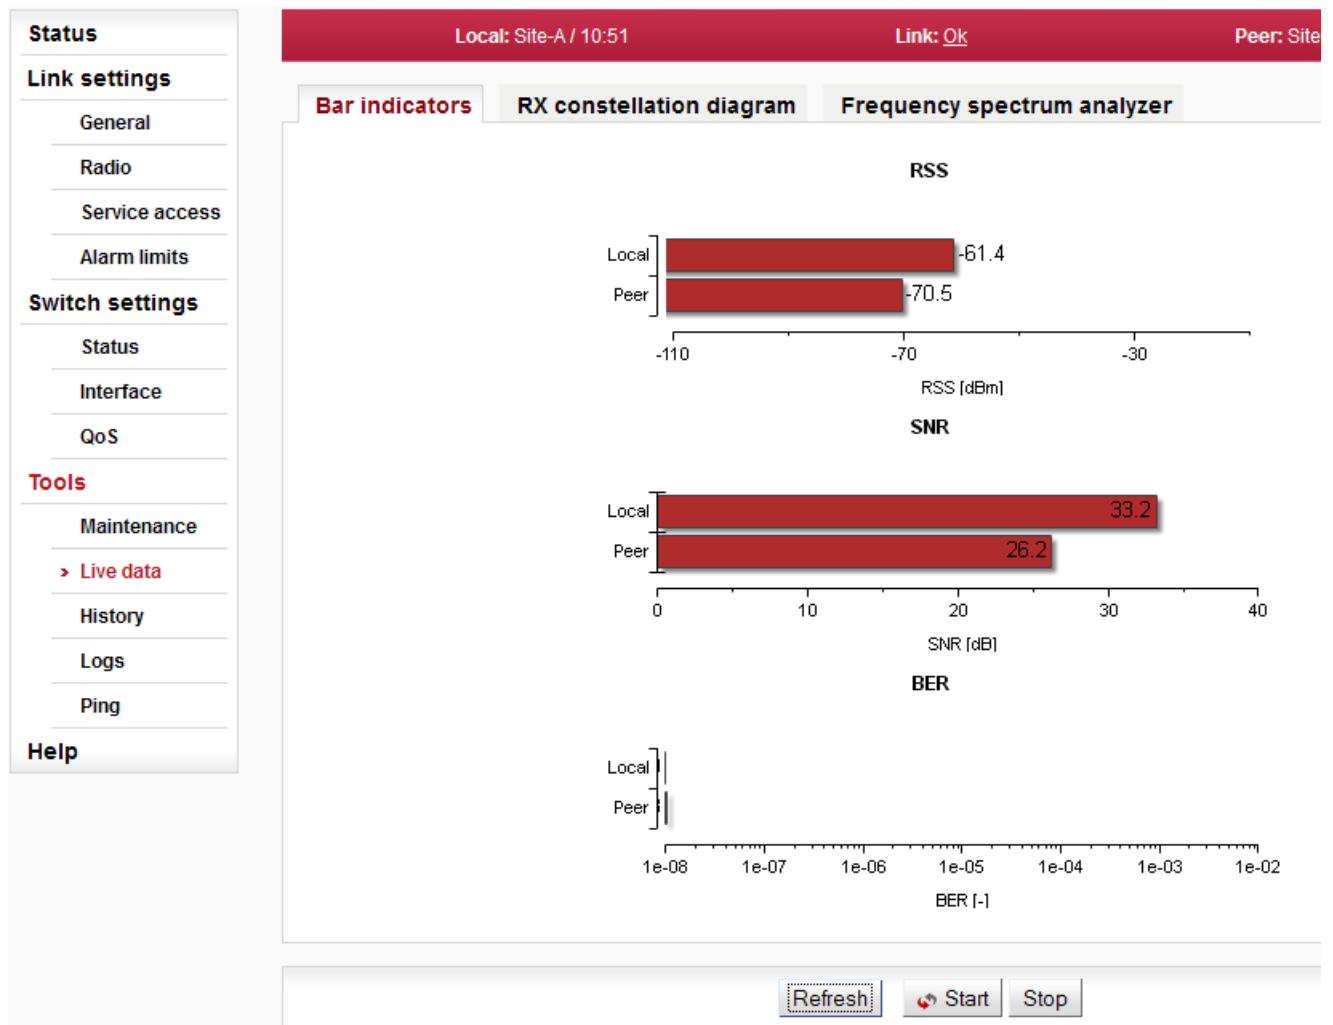 Status
Link settings
General
Radio
Service access
Alarm limits
Switch settings
Status
Interface
QoS
Tools
Maintenance
> Live data
History
Logs
Ping
Help
Local: Site-A / 10:51 Link: Ok Peer: Site
Bar indicators RX constellation diagram Frequency spectrum analyzer
RSS
Local -61.4
Peer -70.5
-110 -70 -30
RSS [dBm]
SNR
Local 33.2
Peer 26.2
0 10 20 30 40
SNR [dB]
BER
Local
Peer
1e-08 1e-07 1e-06 1e-05 1e-04 1e-03 1e-02
BER [-]
Refresh Start Stop